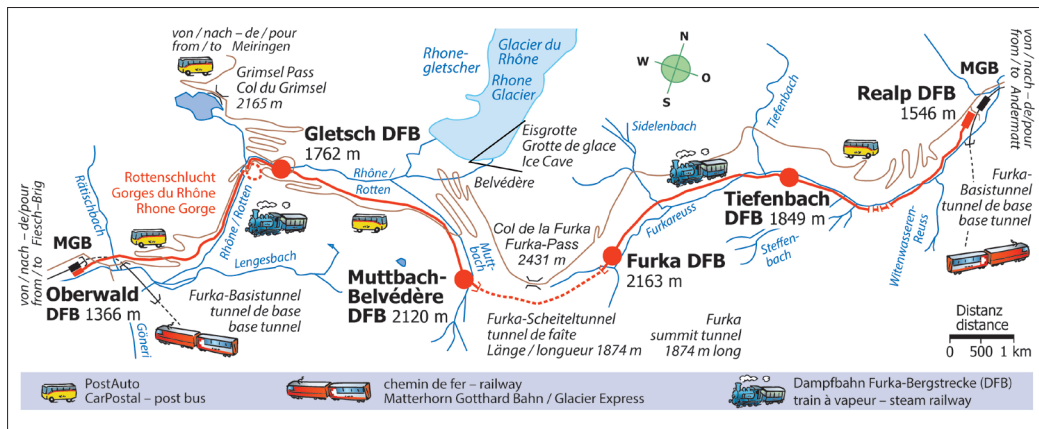 von / nach – de / pour
from / to Meiringen
Grimsel Pass
Col du Grimsel
2165 m
Rhone-
gletscher
Glacier du
Rhône
Rhone
Glacier
N
W
O
S
Sidelenbach
Tiefenbach
Realp DFB
1546 m
MGB
von / nach – de/pour
from / to Andermatt
Gletsch DFB
1762 m
Eisgrotte
Grotte de glace
Ice Cave
Belvédère
Rhône /
Rotten
Rottenschlucht
Gorges du Rhône
Rhone Gorge
Rätischbach
Rhône / Rotten
von / nach – de/pour
from / to Fiesch–Brig
MGB
Oberwald
DFB 1366 m
Lengesbach
Göneri
Furka-Basistunnel
tunnel de base
base tunnel
Mutt-
bach
Muttbach-
Belvédère
DFB 2120 m
Col de la Furka
Furka-Pass
2431 m
Furkareuss
Furka DFB
2163 m
Tiefenbach
DFB 1849 m
Steffen-
bach
Witenwasseren-
Reuss
Furka-
Basistunnel
tunnel de base
base tunnel
Furka-Scheiteltunnel
tunnel de faîte
Länge / longueur 1874 m
Furka
summit tunnel
1874 m long
Distanz
distance
0 500 1 km
PostAuto
CarPostal – post bus
chemin de fer – railway
Matterhorn Gotthard Bahn / Glacier Express
Dampfbahn Furka-Bergstrecke (DFB)
train à vapeur – steam railway